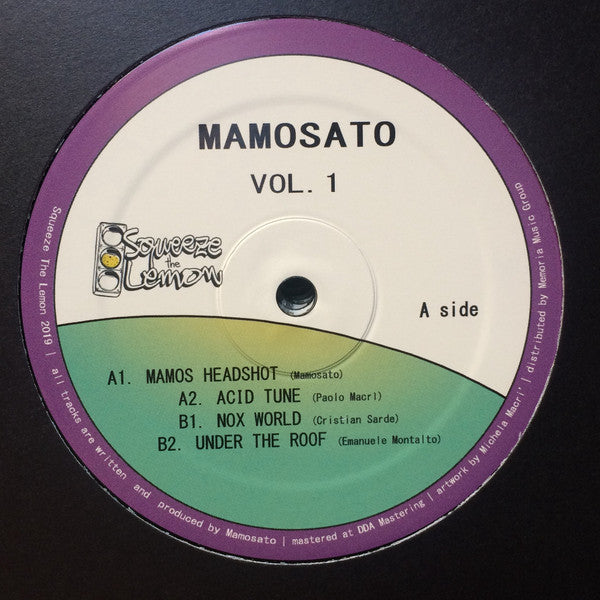 MAMOSATO
VOL. 1
Squeeze
the
Lemon
A side
A1. MAMOS HEADSHOT (Mamosato)
A2. ACID TUNE (Paolo Macrì)
B1. NOX WORLD (Cristian Sarde)
B2. UNDER THE ROOF (Emanuele Montalto)
Squeeze The Lemon 2019 | all tracks are written and produced by Mamosato | mastered at DDA Mastering | artwork by Michela Macri' | distributed by Memoria Music Group